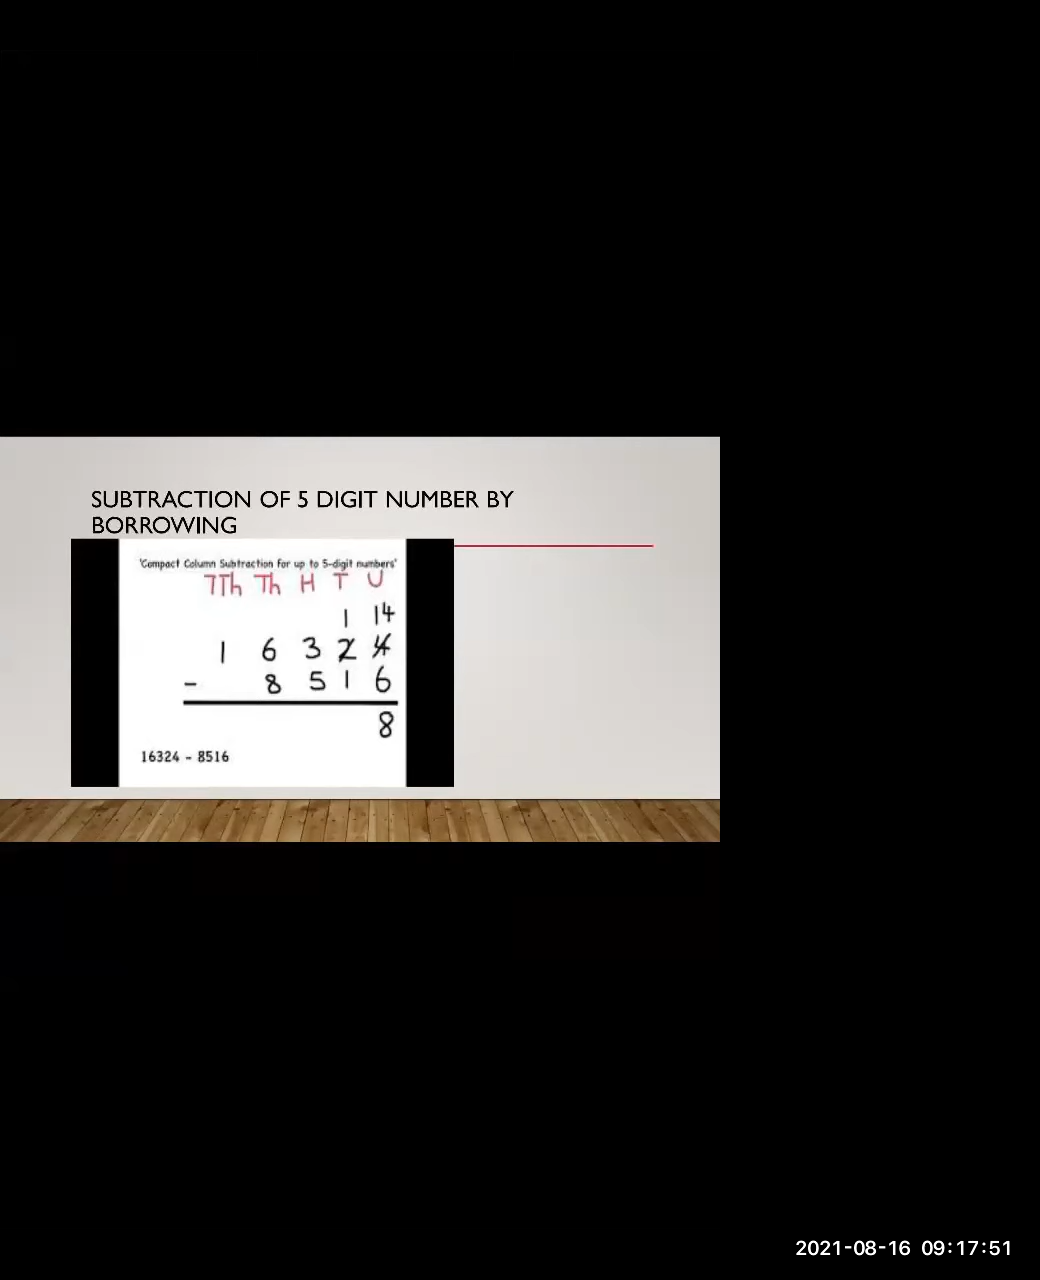 SUBTRACTION OF 5 DIGIT NUMBER BY
BORROWING
'Compact Column Subtraction for up to 5-digit numbers'
TTh Th H T U
1 14
1 6 3 2 4
- 8 5 1 6
8
16324 - 8516
2021-08-16 09:17:51